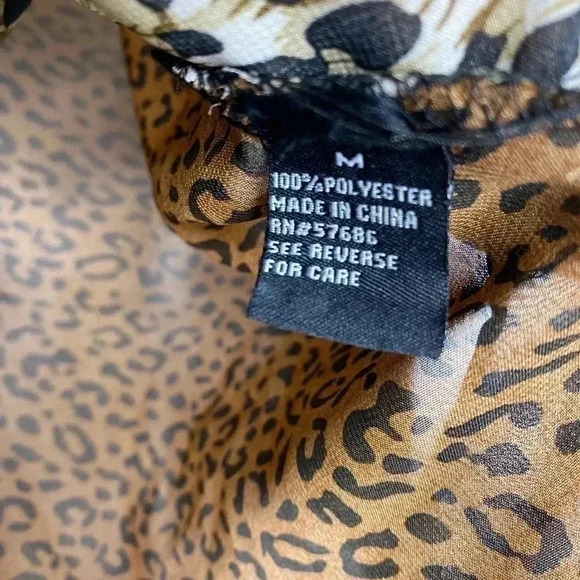 M
100%POLYESTER
MADE IN CHINA
RN#57686
SEE REVERSE
FOR CARE